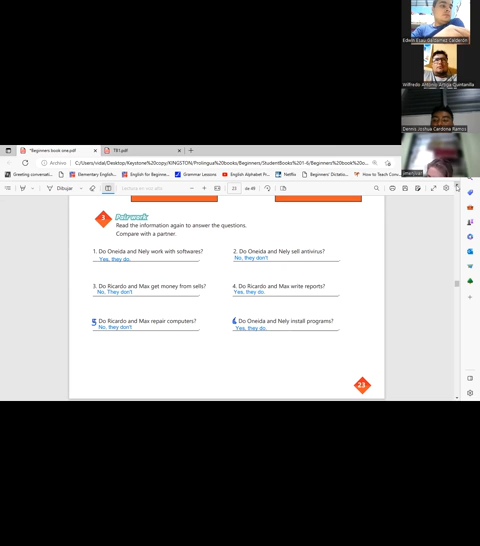 Edwin Esau Galdamez Calderón
Wilfredo Antonio Artiga Quintanilla
Dennis Joshua Cardona Ramos
*Beginners book one.pdf
TB1.pdf
Archivo
C:/Users/vidal/Desktop/Keystone%20copy/KINGSTON/Prolingua%20books/StudentBooks%201-6/Beginners%20book%20o...
Greeting conversati...
Elementary English...
English for Beginne...
Grammar Lessons
English Alphabet Pr...
Netflix
Beginners' Dictatio...
How to Teach Com...
Dibujar
Lectura en voz alta
23
de 49
3
Pair work
Read the information again to answer the questions.
Compare with a partner.
1. Do Oneida and Nely work with softwares?
Yes, they do.
2. Do Oneida and Nely sell antivirus?
No, they don't
3. Do Ricardo and Max get money from sells?
No, They don't
4. Do Ricardo and Max write reports?
Yes, they do.
5 Do Ricardo and Max repair computers?
No, they don't
6 Do Oneida and Nely install programs?
Yes, they do.
23